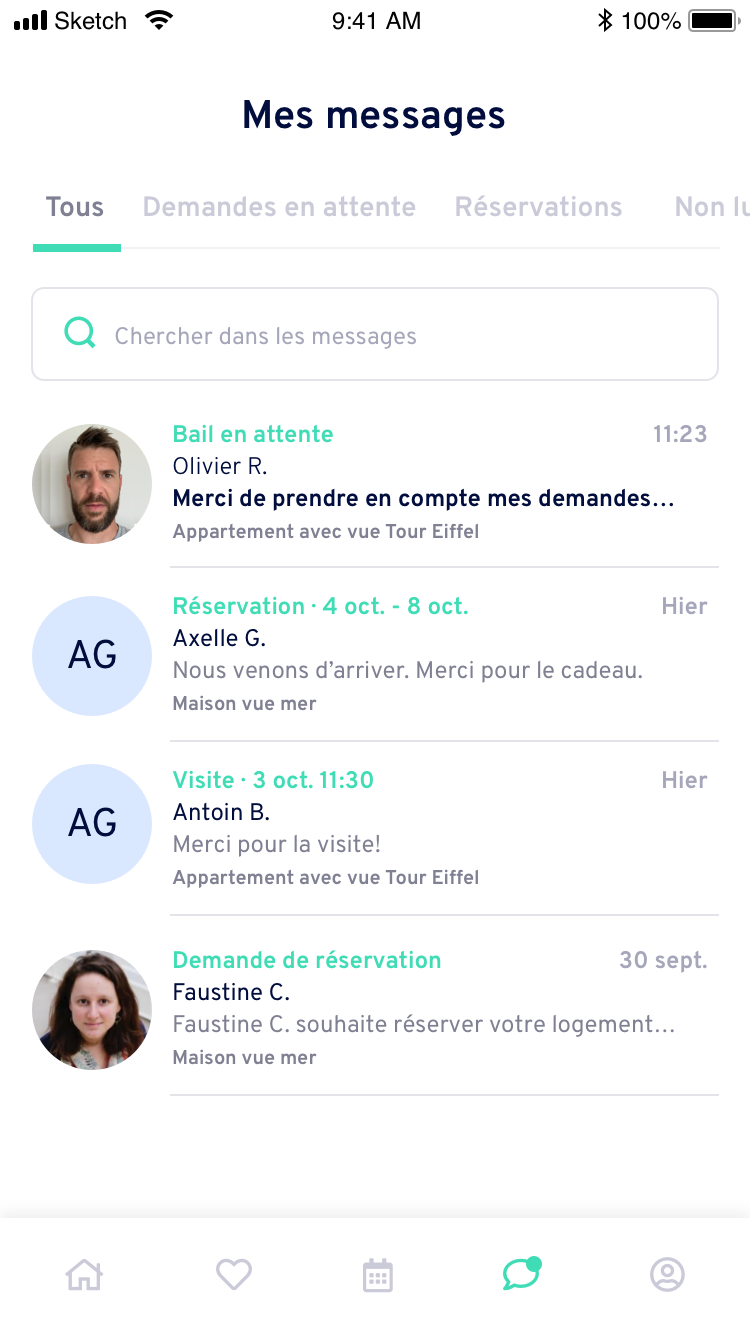 Sketch 9:41 AM 100%
Mes messages
Tous Demandes en attente Réservations Non lu
Chercher dans les messages
Bail en attente 11:23
Olivier R.
Merci de prendre en compte mes demandes...
Appartement avec vue Tour Eiffel
AG
Réservation · 4 oct. - 8 oct. Hier
Axelle G.
Nous venons d’arriver. Merci pour le cadeau.
Maison vue mer
AG
Visite · 3 oct. 11:30 Hier
Antoin B.
Merci pour la visite!
Appartement avec vue Tour Eiffel
Demande de réservation 30 sept.
Faustine C.
Faustine C. souhaite réserver votre logement...
Maison vue mer